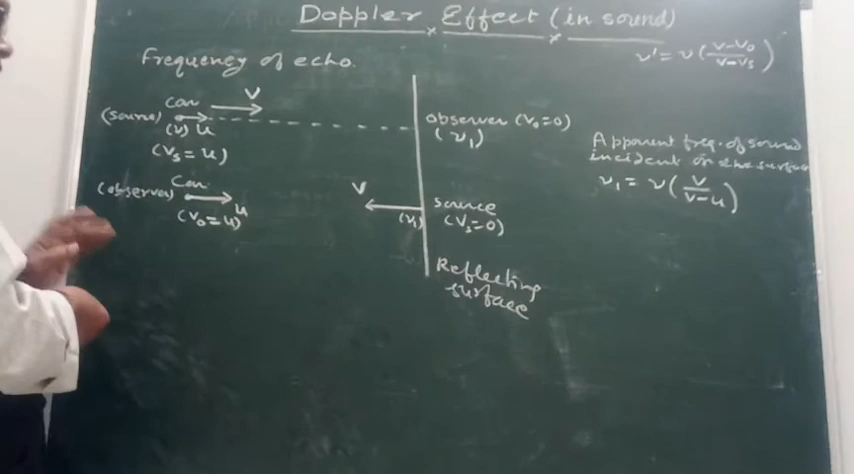 Doppler Effect (in sound)
ν' = ν (v-v₀/v-vₛ)
Frequency of echo.
Car
V
(source)
(ν) u
(Vₛ = u)
observer (V₀=0)
(ν₁)
Apparent freq. of sound
incident on the surface
ν₁ = ν (v/v-u)
(observer) Car
u
(V₀ = u)
V
(ν₁)
source
(Vₛ=0)
Reflecting
surface